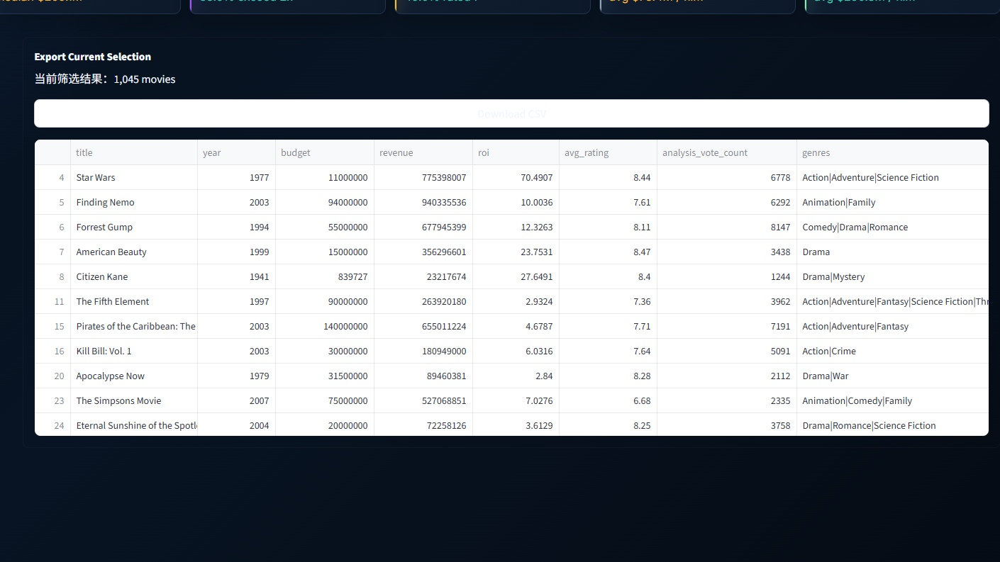 Export Current Selection
当前筛选结果：1,045 movies
Download CSV
title year budget revenue roi avg_rating analysis_vote_count genres
4 Star Wars 1977 11000000 775398007 70.4907 8.44 6778 Action|Adventure|Science Fiction
5 Finding Nemo 2003 94000000 940335536 10.0036 7.61 6292 Animation|Family
6 Forrest Gump 1994 55000000 677945399 12.3263 8.11 8147 Comedy|Drama|Romance
7 American Beauty 1999 15000000 356296601 23.7531 8.47 3438 Drama
8 Citizen Kane 1941 839727 23217674 27.6491 8.4 1244 Drama|Mystery
11 The Fifth Element 1997 90000000 263920180 2.9324 7.36 3962 Action|Adventure|Fantasy|Science Fiction|Thr
15 Pirates of the Caribbean: The 2003 140000000 655011224 4.6787 7.71 7191 Action|Adventure|Fantasy
16 Kill Bill: Vol. 1 2003 30000000 180949000 6.0316 7.64 5091 Action|Crime
20 Apocalypse Now 1979 31500000 89460381 2.84 8.28 2112 Drama|War
23 The Simpsons Movie 2007 75000000 527068851 7.0276 6.68 2335 Animation|Comedy|Family
24 Eternal Sunshine of the Spotl 2004 20000000 72258126 3.6129 8.25 3758 Drama|Romance|Science Fiction